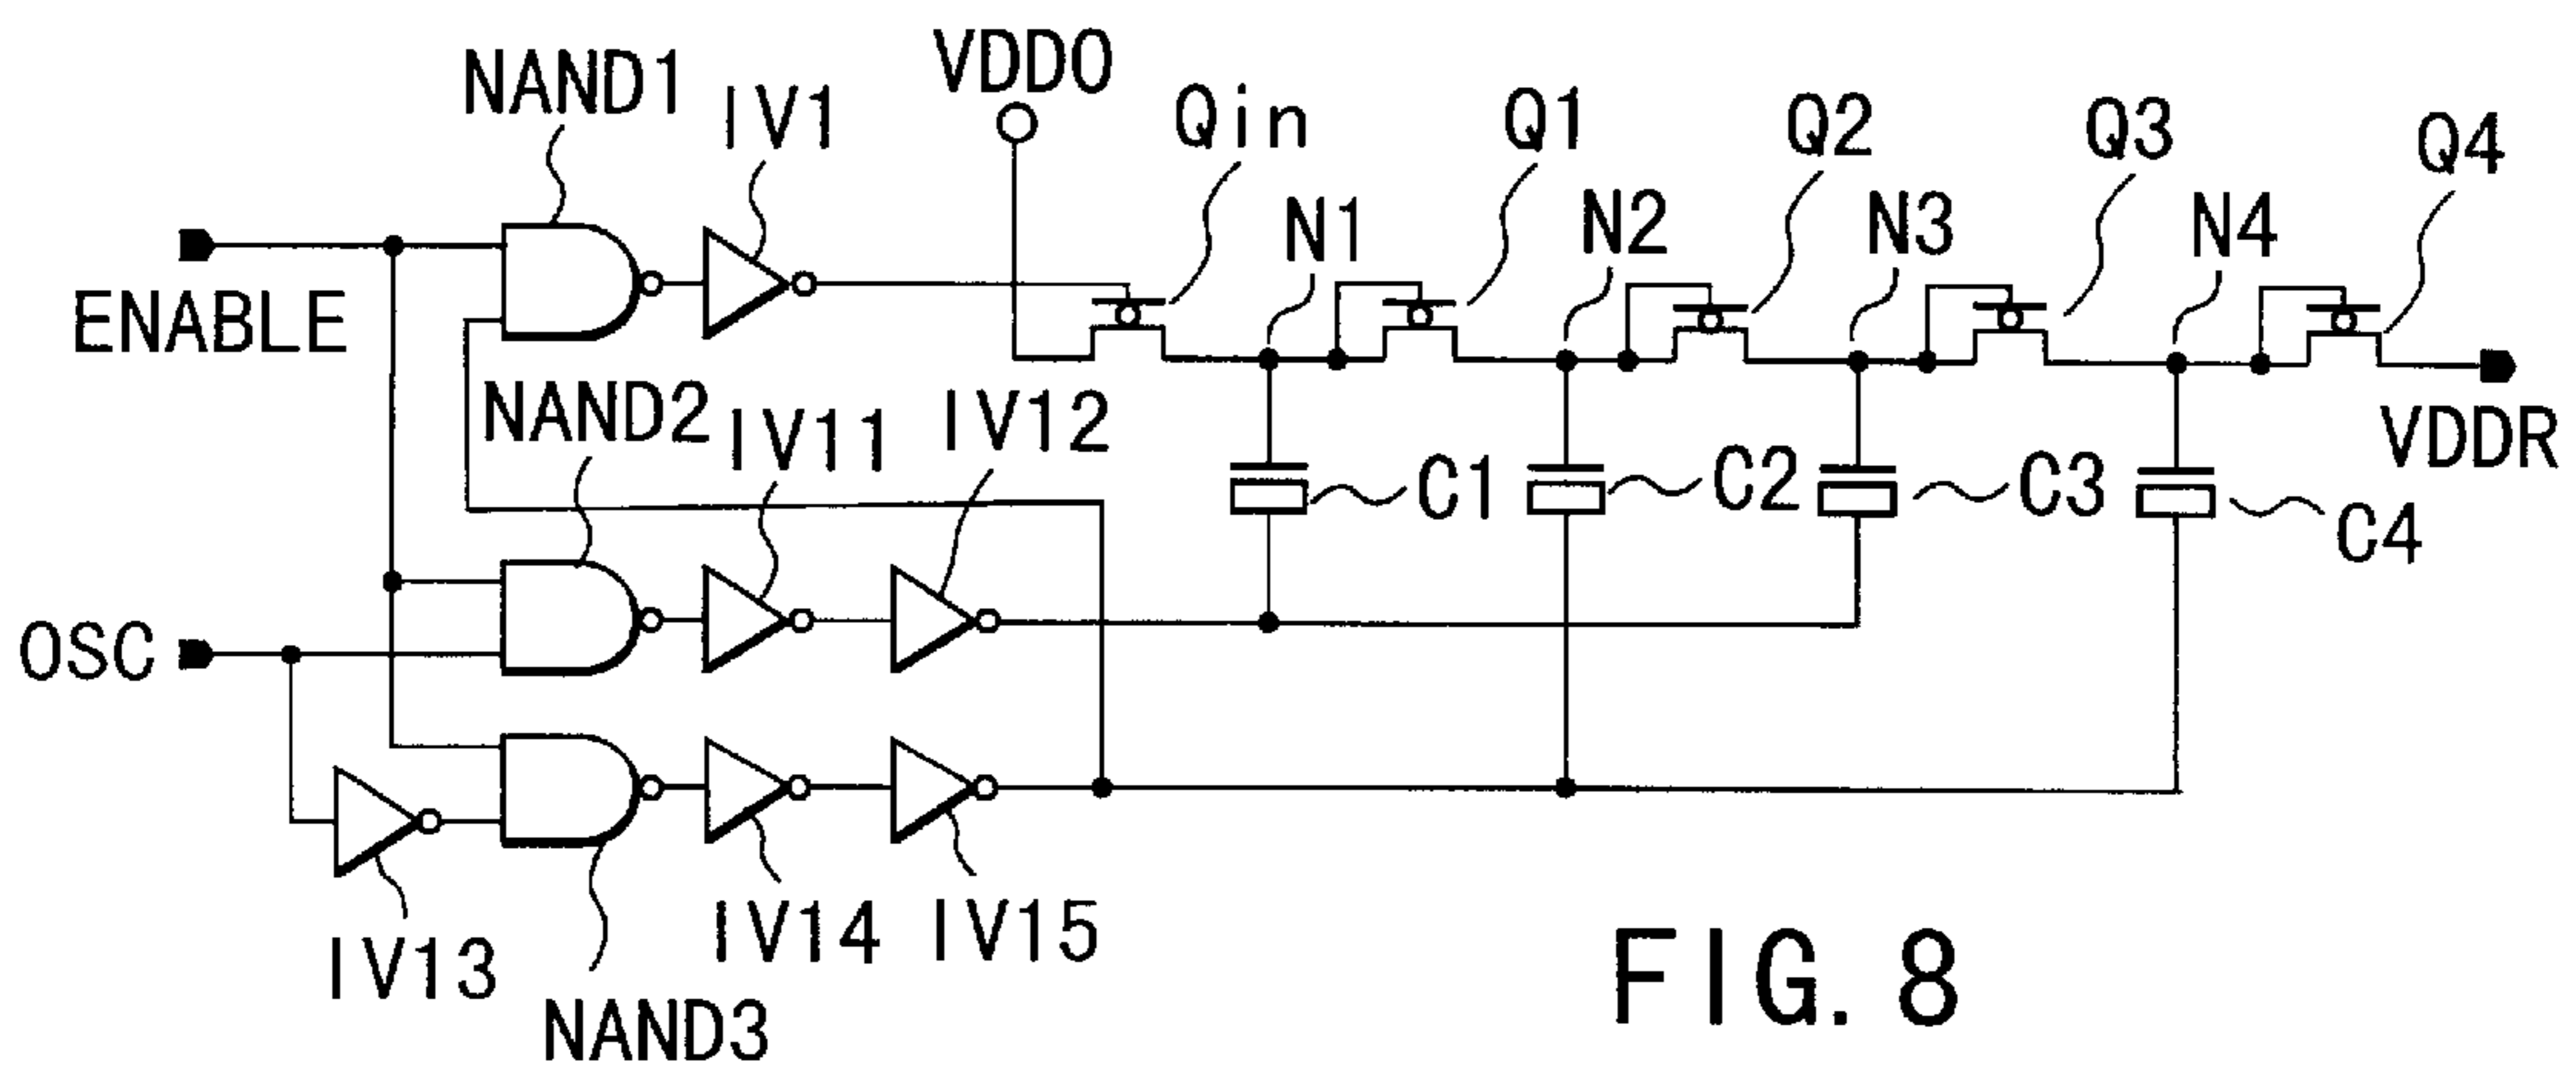 NAND1
IV1
VDDO
Qin
Q1
Q2
Q3
Q4
N1
N2
N3
N4
ENABLE
NAND2
IV11
IV12
C1
C2
C3
C4
VDDR
OSC
IV13
NAND3
IV14
IV15
FIG. 8